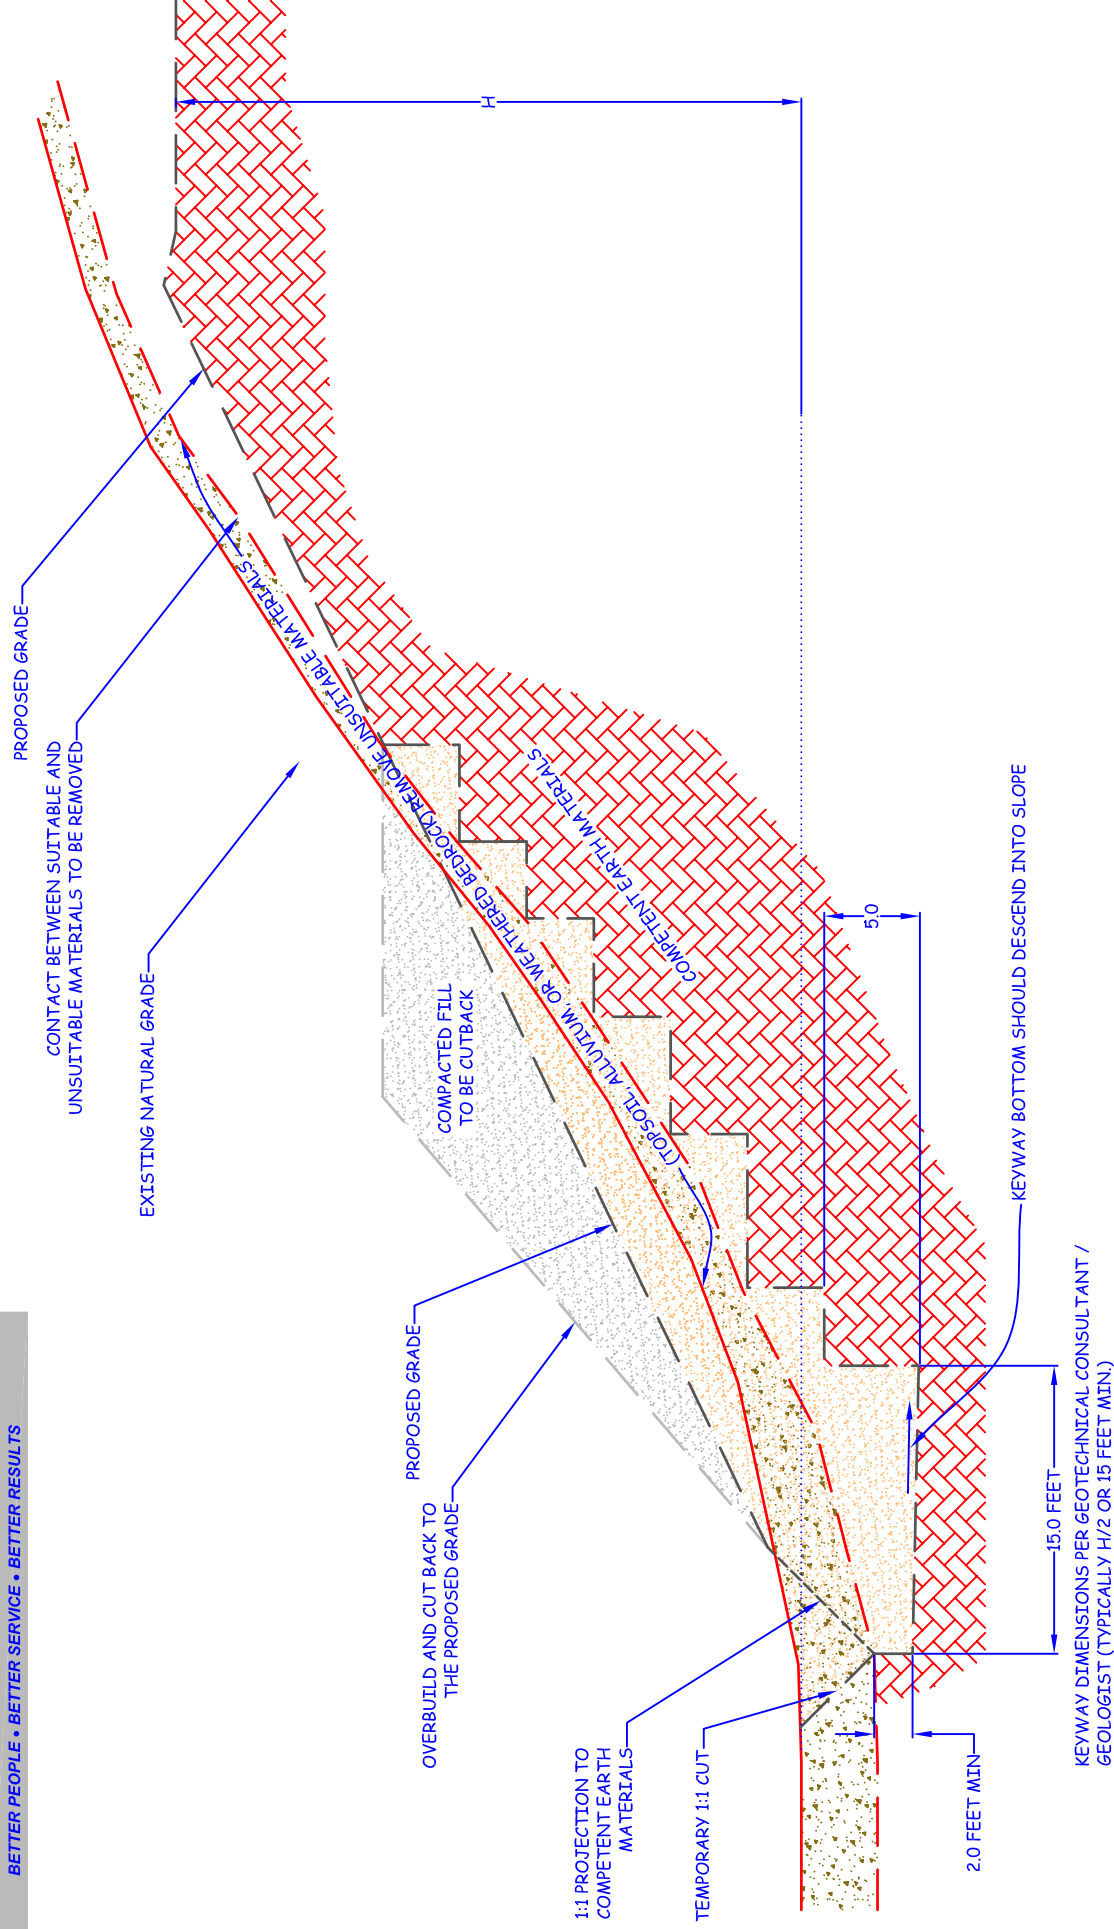 PROPOSED GRADE
CONTACT BETWEEN SUITABLE AND
UNSUITABLE MATERIALS TO BE REMOVED
EXISTING NATURAL GRADE
H
REMOVE UNSUITABLE MATERIALS
(TOPSOIL, ALLUVIUM, OR WEATHERED BEDROCK)
COMPETENT EARTH MATERIALS
COMPACTED FILL
TO BE CUTBACK
PROPOSED GRADE
OVERBUILD AND CUT BACK TO
THE PROPOSED GRADE
1:1 PROJECTION TO
COMPETENT EARTH
MATERIALS
TEMPORARY 1:1 CUT
2.0 FEET MIN
5.0
15.0 FEET
KEYWAY BOTTOM SHOULD DESCEND INTO SLOPE
KEYWAY DIMENSIONS PER GEOTECHNICAL CONSULTANT /
GEOLOGIST (TYPICALLY H/2 OR 15 FEET MIN.)
BETTER PEOPLE • BETTER SERVICE • BETTER RESULTS